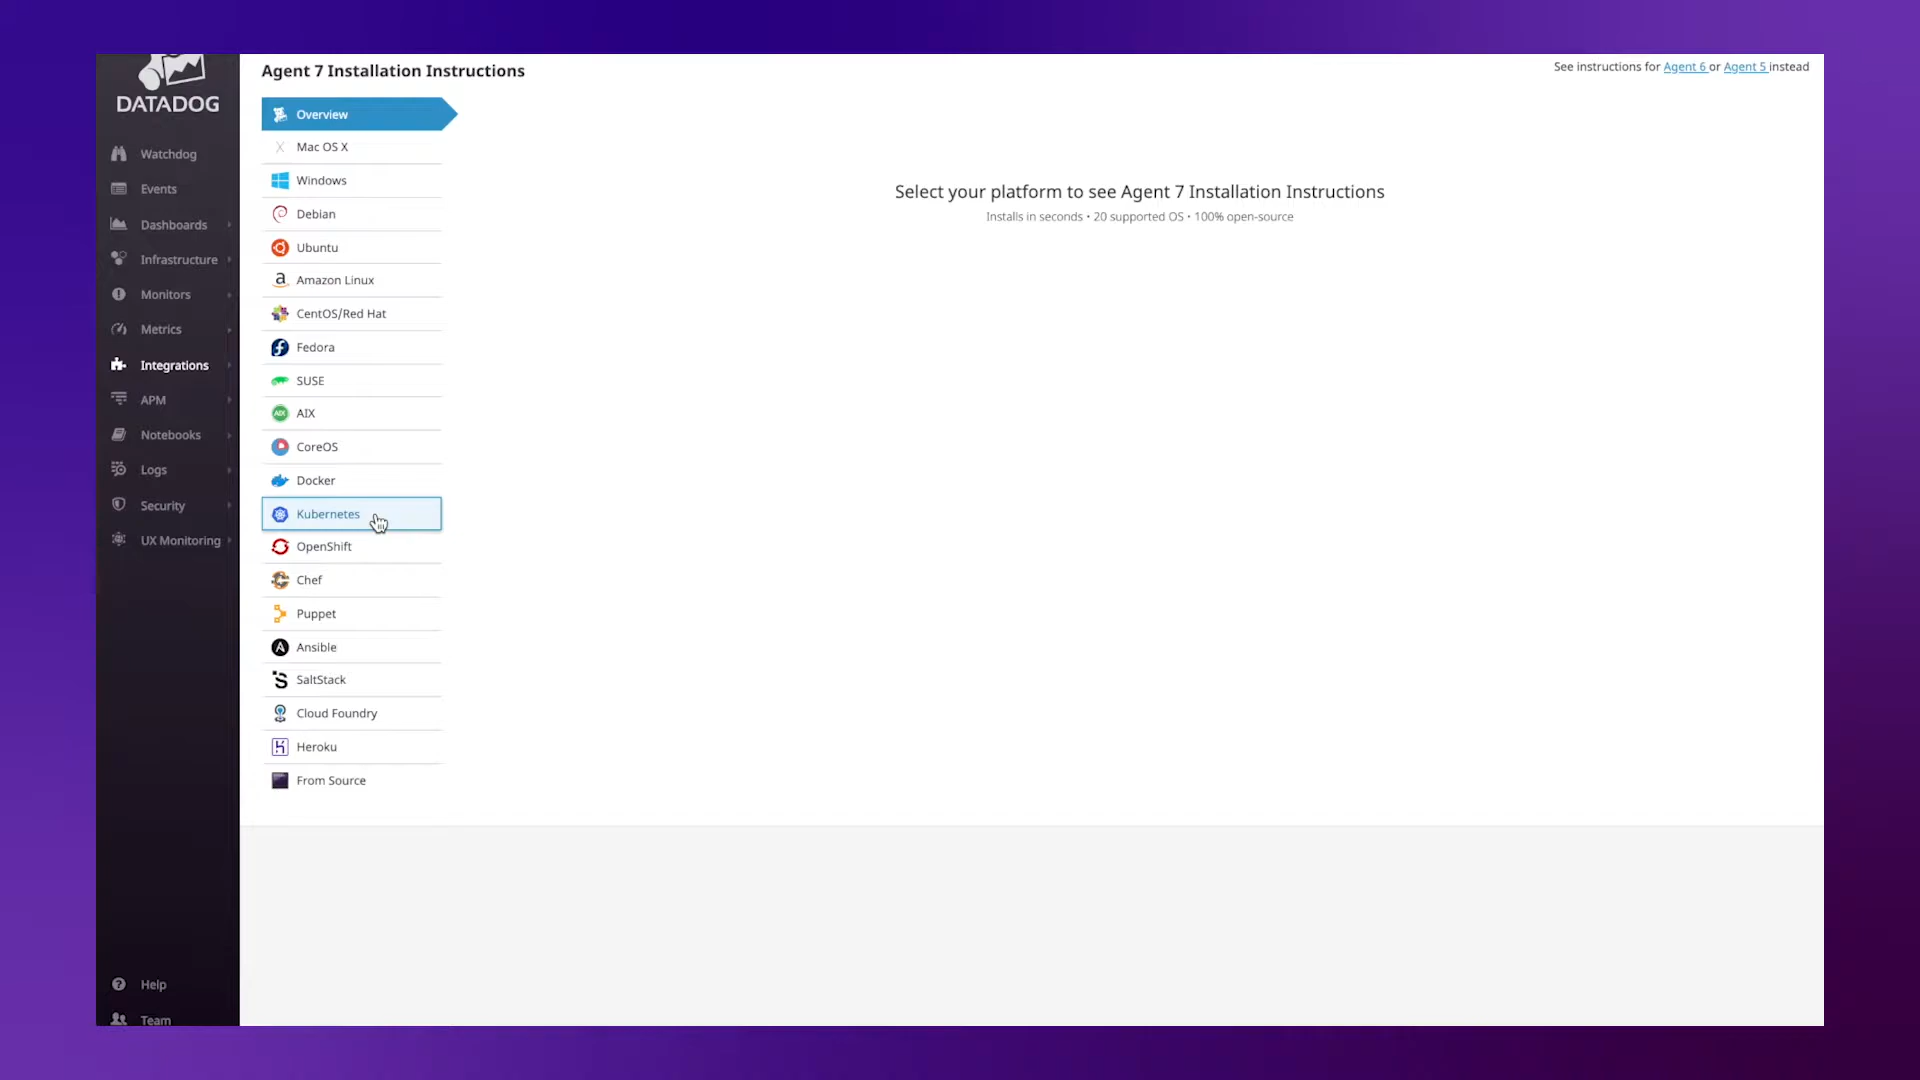 DATADOG
Watchdog
Events
Dashboards
Infrastructure
Monitors
Metrics
Integrations
APM
Notebooks
Logs
Security
UX Monitoring
Help
Team
Agent 7 Installation Instructions
See instructions for Agent 6 or Agent 5 instead
Overview
Mac OS X
Windows
Debian
Ubuntu
Amazon Linux
CentOS/Red Hat
Fedora
SUSE
AIX
CoreOS
Docker
Kubernetes
OpenShift
Chef
Puppet
Ansible
SaltStack
Cloud Foundry
Heroku
From Source
Select your platform to see Agent 7 Installation Instructions
Installs in seconds • 20 supported OS • 100% open-source